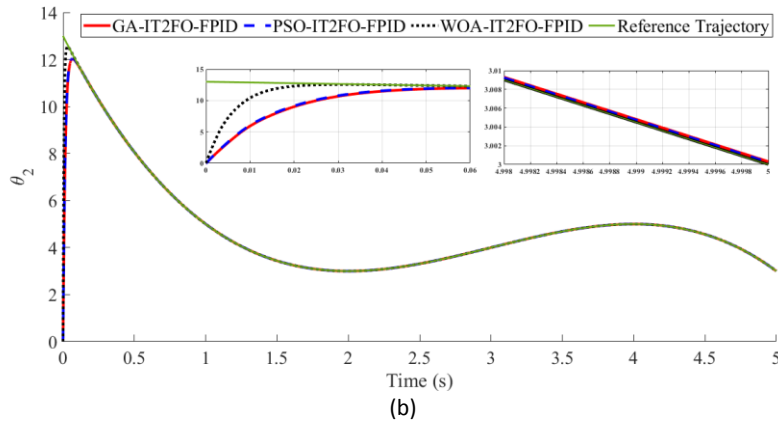 GA-IT2FO-FPID PSO-IT2FO-FPID WOA-IT2FO-FPID Reference Trajectory
14
12
10
8
6
4
2
0
θ2
15
10
5
0
0 0.01 0.02 0.03 0.04 0.05 0.06
3.01
3.008
3.006
3.004
3.002
3
4.998 4.9982 4.9984 4.9986 4.9988 4.999 4.9992 4.9994 4.9996 4.9998 5
0 0.5 1 1.5 2 2.5 3 3.5 4 4.5 5
Time (s)
(b)